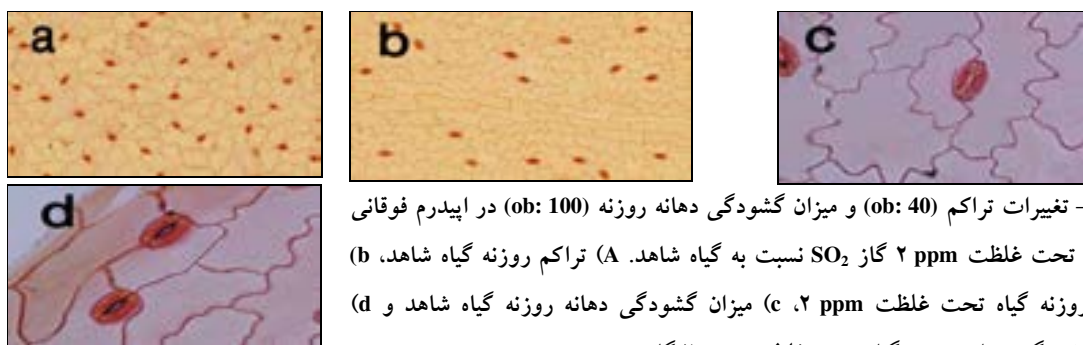 a
b
c
d
- تغییرات تراکم (ob: 40) و میزان گشودگی دهانه روزنه (ob: 100) در اپیدرم فوقانی
تحت غلظت ۲ ppm گاز SO₂ نسبت به گیاه شاهد. A) تراکم روزنه گیاه شاهد، b)
روزنه گیاه تحت غلظت ۲ ppm، c) میزان گشودگی دهانه روزنه گیاه شاهد و d)